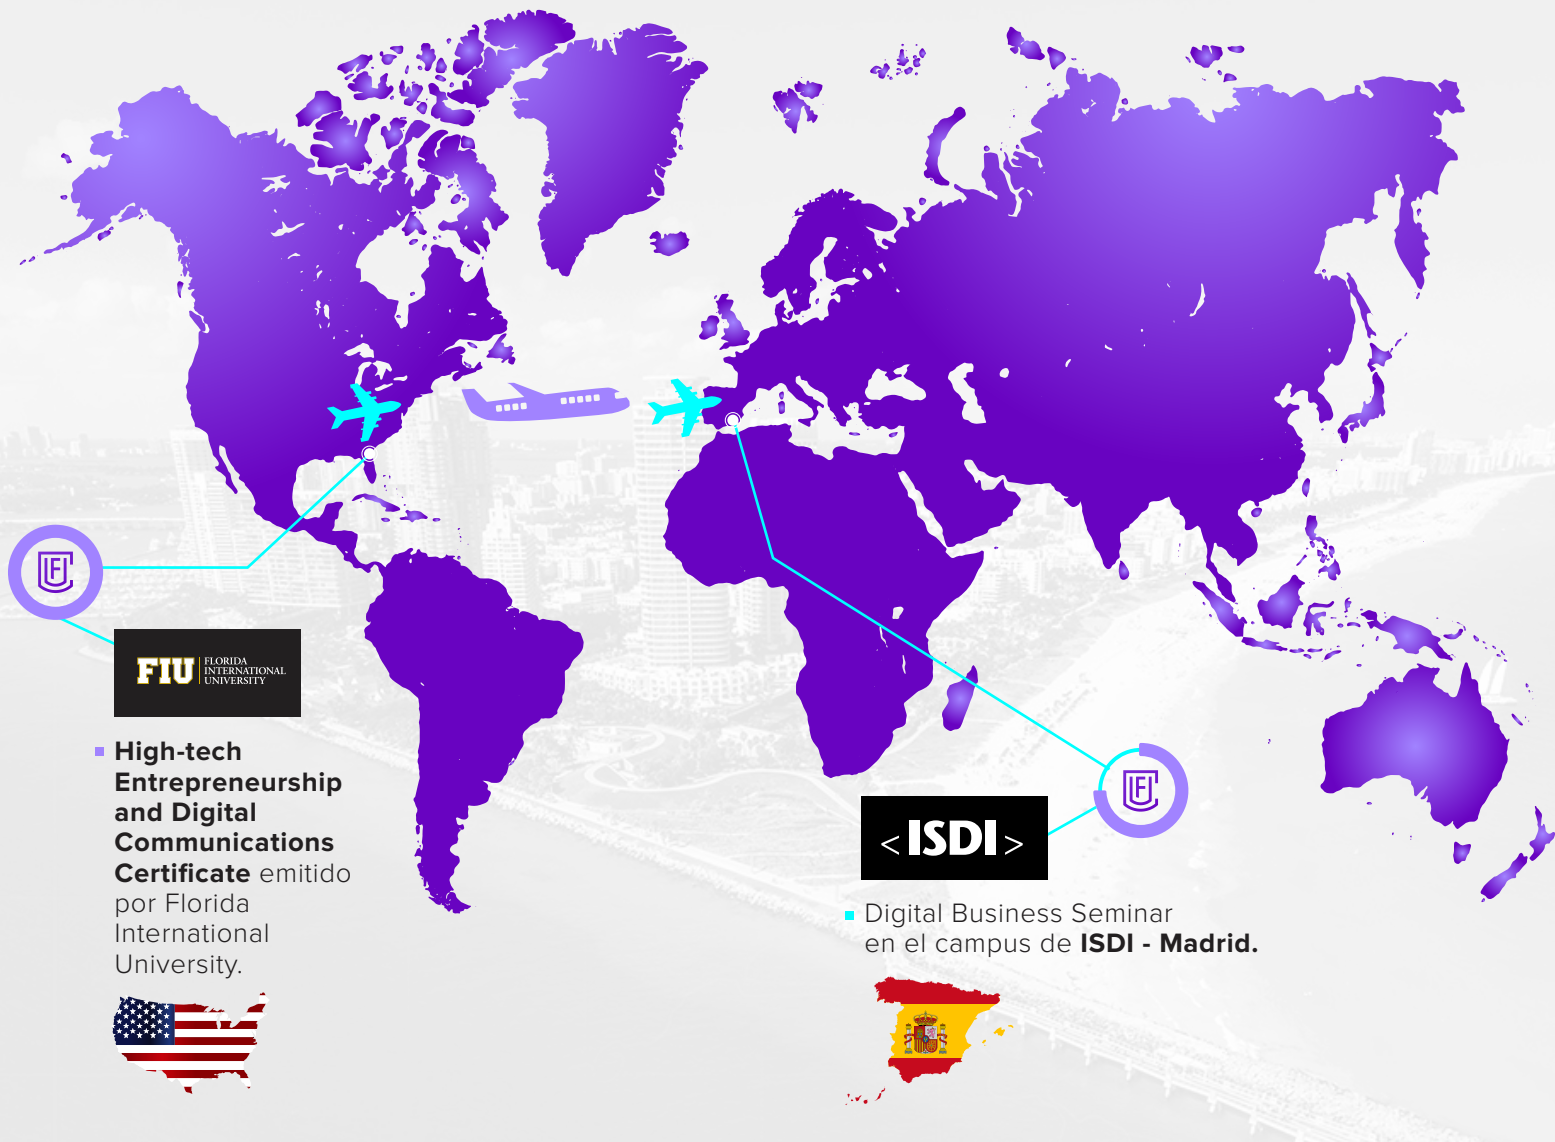 FIU
FLORIDA
INTERNATIONAL
UNIVERSITY
High-tech
Entrepreneurship
and Digital
Communications
Certificate emitido
por Florida
International
University.
<ISDI>
Digital Business Seminar
en el campus de ISDI - Madrid.